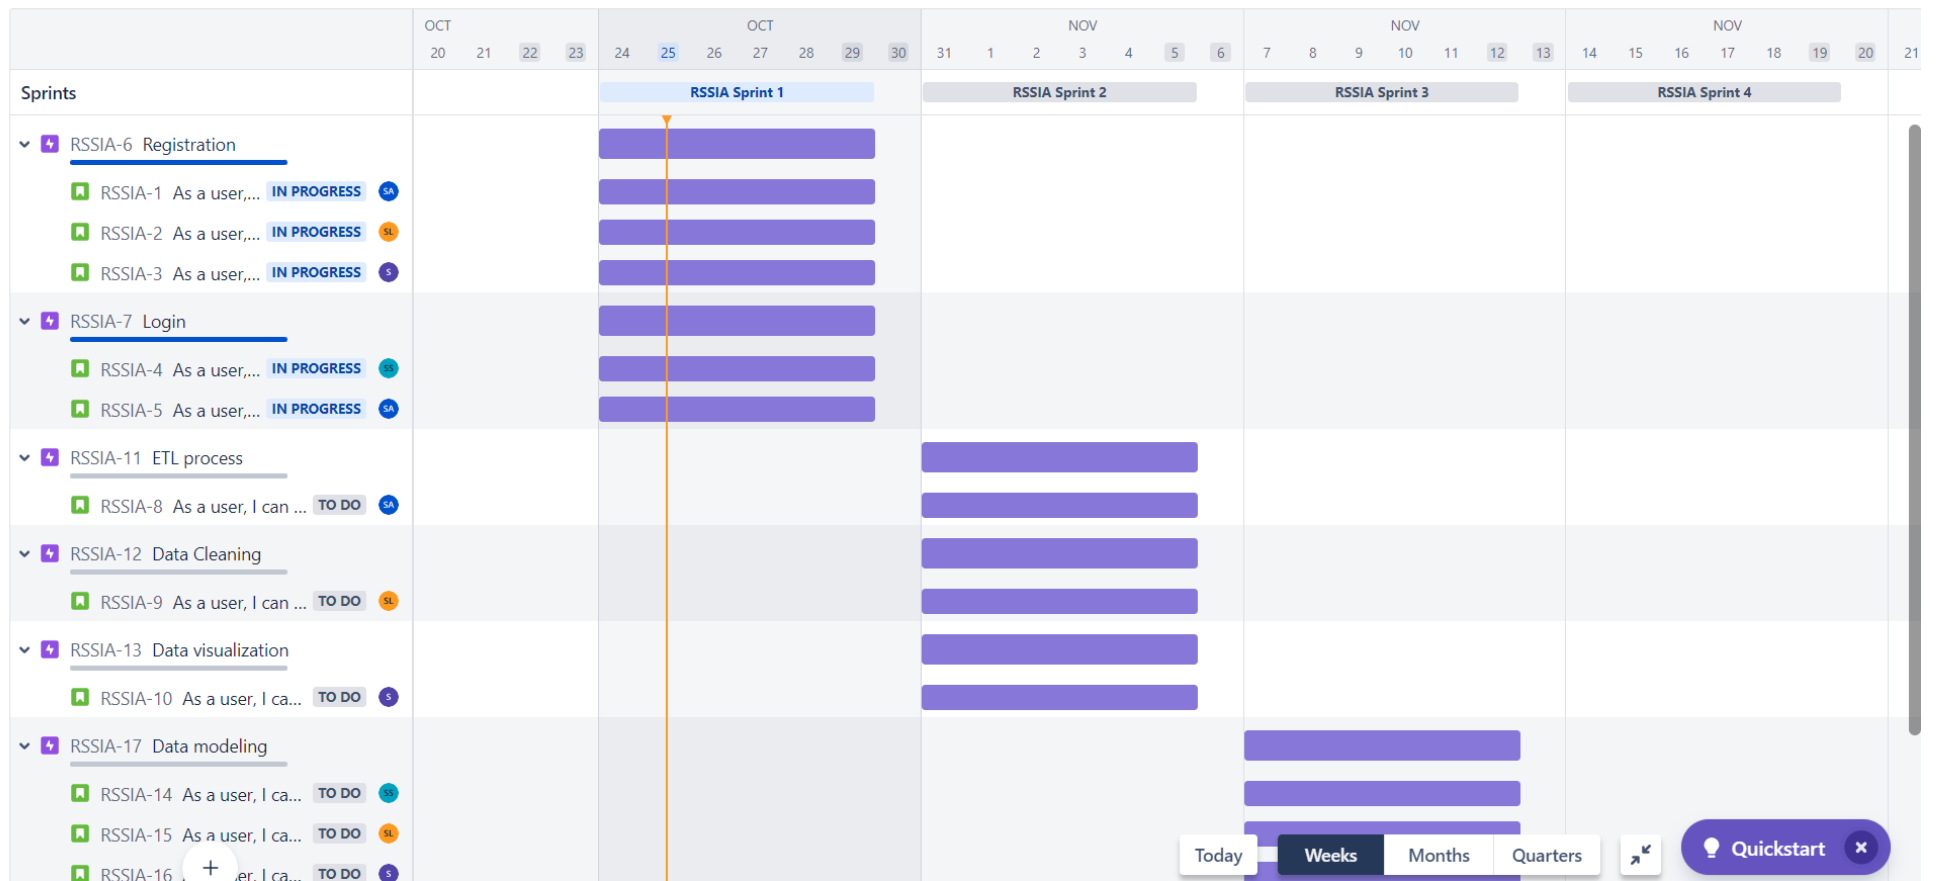 OCT OCT NOV NOV NOV
20 21 22 23 24 25 26 27 28 29 30 31 1 2 3 4 5 6 7 8 9 10 11 12 13 14 15 16 17 18 19 20 21
Sprints RSSIA Sprint 1 RSSIA Sprint 2 RSSIA Sprint 3 RSSIA Sprint 4
RSSIA-6 Registration
RSSIA-1 As a user,... IN PROGRESS SA
RSSIA-2 As a user,... IN PROGRESS SL
RSSIA-3 As a user,... IN PROGRESS S
RSSIA-7 Login
RSSIA-4 As a user,... IN PROGRESS SS
RSSIA-5 As a user,... IN PROGRESS SA
RSSIA-11 ETL process
RSSIA-8 As a user, I can ... TO DO SA
RSSIA-12 Data Cleaning
RSSIA-9 As a user, I can ... TO DO SL
RSSIA-13 Data visualization
RSSIA-10 As a user, I ca... TO DO S
RSSIA-17 Data modeling
RSSIA-14 As a user, I ca... TO DO SS
RSSIA-15 As a user, I ca... TO DO SL
RSSIA-16 er, I ca... TO DO S
+
Today Weeks Months Quarters Quickstart